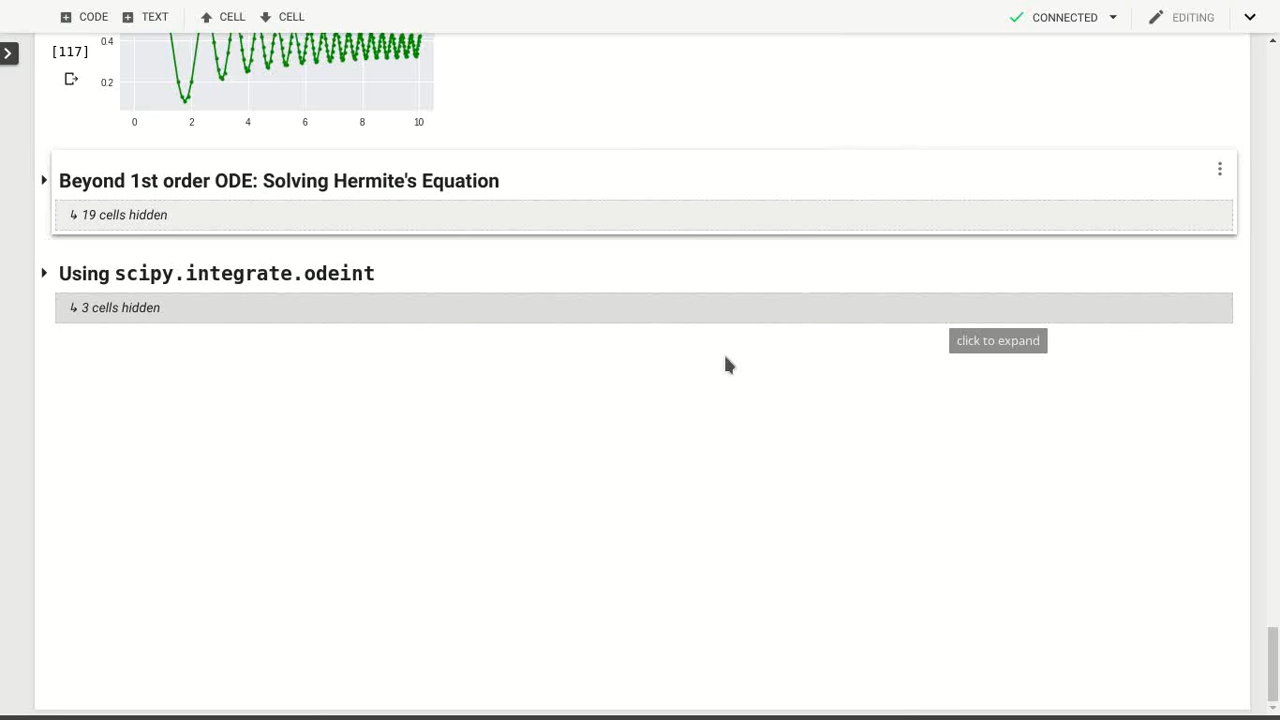 CODE TEXT CELL CELL CONNECTED EDITING
[117]
0.4
0.2
0 2 4 6 8 10
Beyond 1st order ODE: Solving Hermite's Equation
↳ 19 cells hidden
Using scipy.integrate.odeint
↳ 3 cells hidden
click to expand